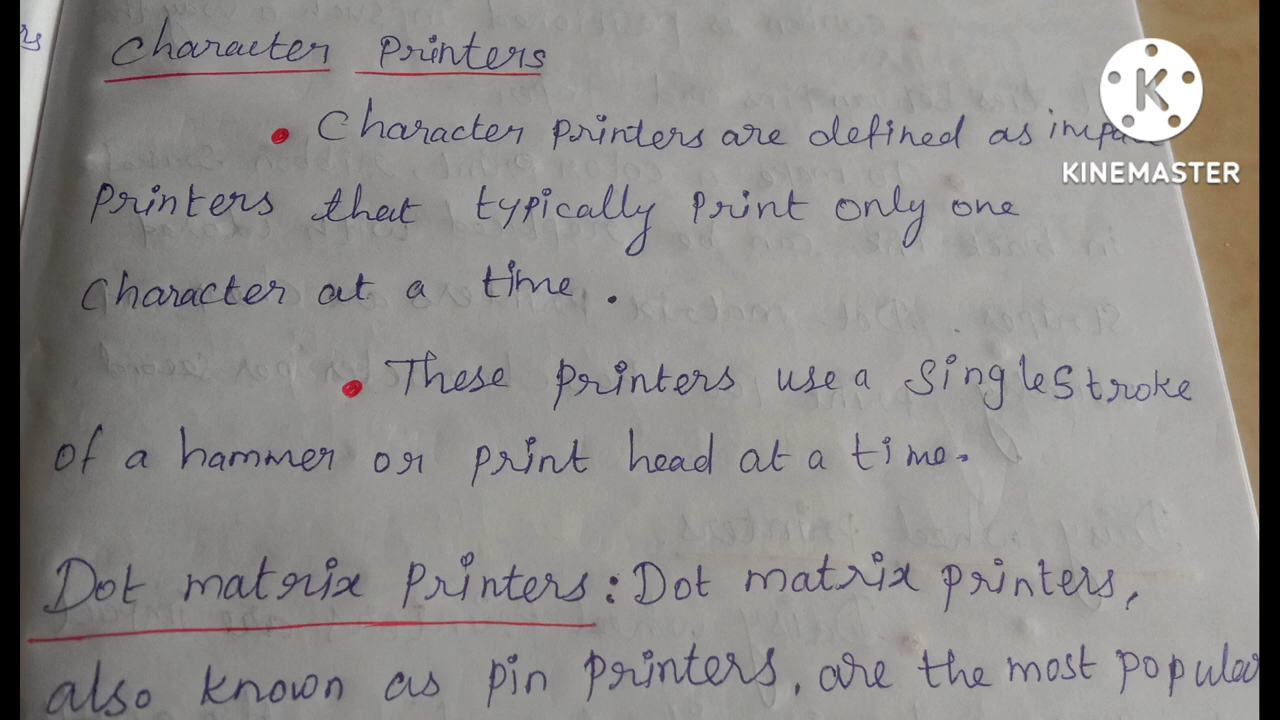 Character Printers
• Character Printers are defined as impac
Printers that typically Print only one
Character at a time.
• These Printers use a Single Stroke
of a hammer or print head at a time.
Dot matrix Printers: Dot matrix printers,
also known as pin printers, are the most popular
K
KINEMASTER